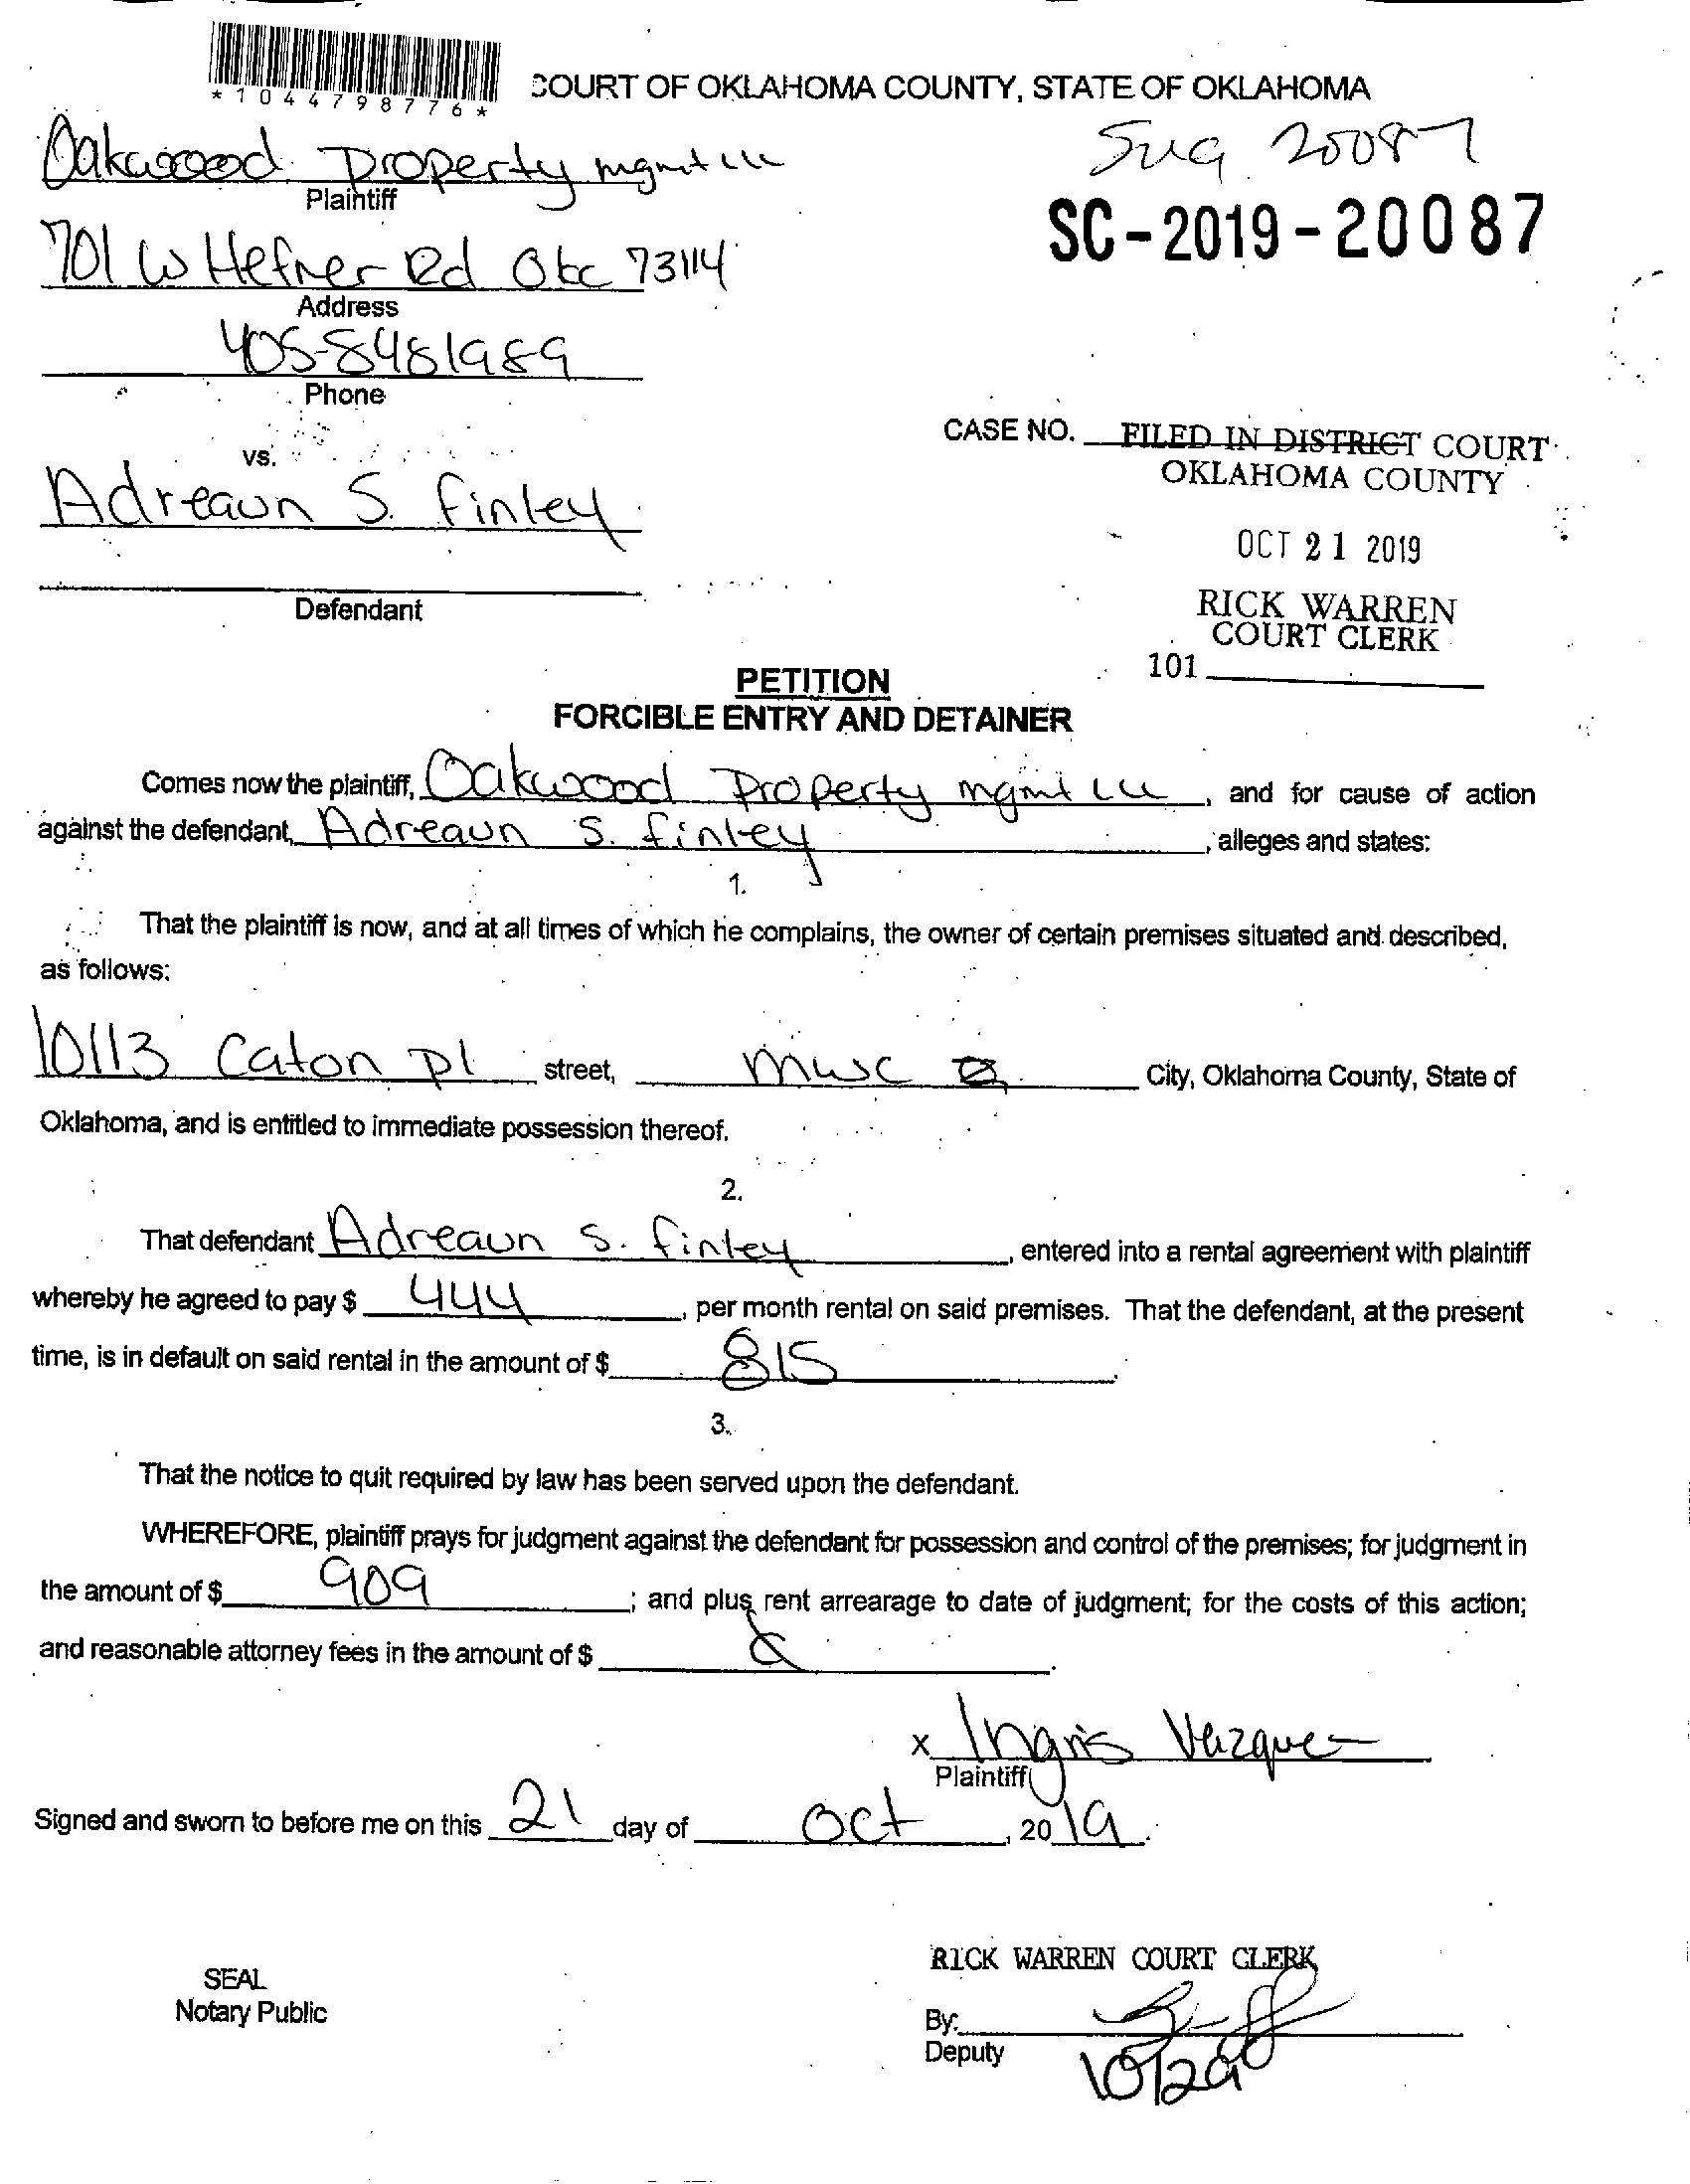 *1044798776*
COURT OF OKLAHOMA COUNTY, STATE OF OKLAHOMA
Oakwood Property mgmt llc
20087
Plaintiff
SC-2019-20087
701 W Hefner Rd Okc 73114
Address
405-8481989
Phone
CASE NO. FILED IN DISTRICT COURT
OKLAHOMA COUNTY
vs.
Adreaun S. Finley
OCT 21 2019
Defendant
RICK WARREN
COURT CLERK
101
PETITION
FORCIBLE ENTRY AND DETAINER
Comes now the plaintiff, Oakwood Property mgmt llc, and for cause of action
against the defendant, Adreaun S. Finley, alleges and states:
1.
That the plaintiff is now, and at all times of which he complains, the owner of certain premises situated and described,
as follows:
10113 Caton Pl street, MWC City, Oklahoma County, State of
Oklahoma, and is entitled to immediate possession thereof.
2.
That defendant Adreaun S. Finley, entered into a rental agreement with plaintiff
whereby he agreed to pay $ 444, per month rental on said premises. That the defendant, at the present
time, is in default on said rental in the amount of $ 815.
3.
That the notice to quit required by law has been served upon the defendant.
WHEREFORE, plaintiff prays for judgment against the defendant for possession and control of the premises; for judgment in
the amount of $ 909; and plus rent arrearage to date of judgment; for the costs of this action;
and reasonable attorney fees in the amount of $.
x Ingris Vazquez
Plaintiff
Signed and sworn to before me on this 21 day of Oct, 2019.
RICK WARREN COURT CLERK
SEAL
Notary Public
By:
Deputy
10/29